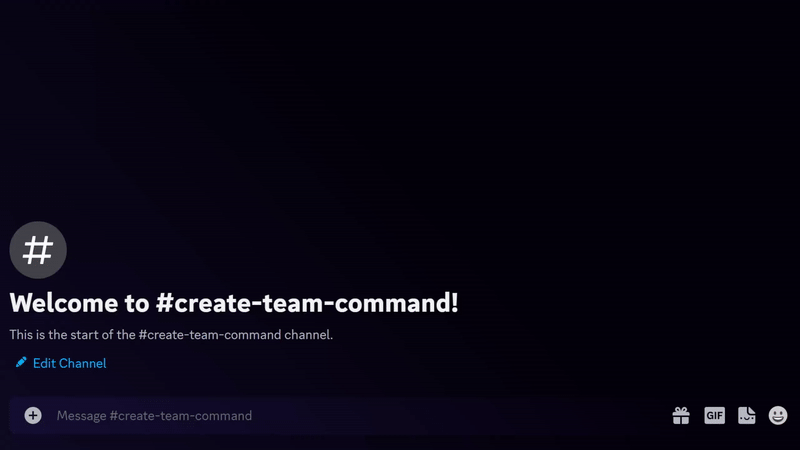 #
Welcome to #create-team-command!
This is the start of the #create-team-command channel.
Edit Channel
Message #create-team-command
GIF